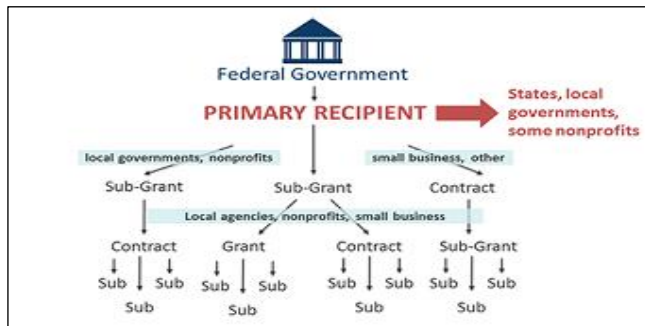 Federal Government
PRIMARY RECIPIENT
States, local
governments,
some nonprofits
local governments, nonprofits
small business, other
Sub-Grant
Sub-Grant
Contract
Local agencies, nonprofits, small business
Contract
Grant
Contract
Sub-Grant
Sub
Sub
Sub
Sub
Sub
Sub
Sub
Sub
Sub
Sub
Sub
Sub